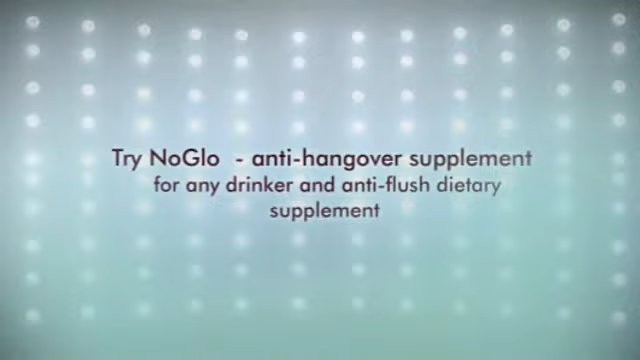 Try NoGlo - anti-hangover supplement
for any drinker and anti-flush dietary
supplement